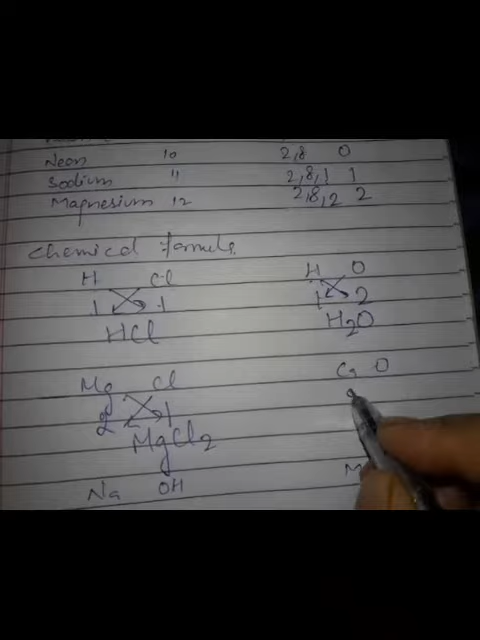 Neon 10 2,8 0
Sodium 11 2,8,1 1
Magnesium 12 2,8,2 2
Chemical formula
H Cl H O
1 1 1 2
HCl H2O
Mg Cl Ca O
2 1
MgCl2
Na OH M